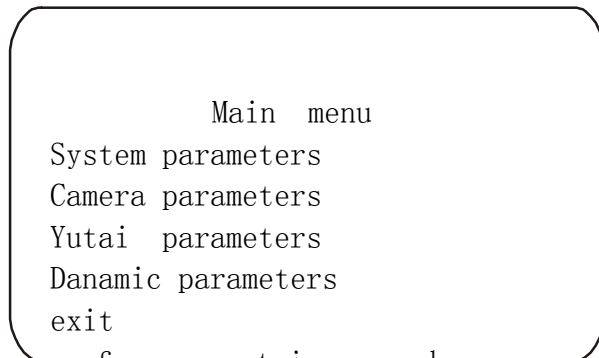 Main menu
System parameters
Camera parameters
Yutai parameters
Danamic parameters
exit